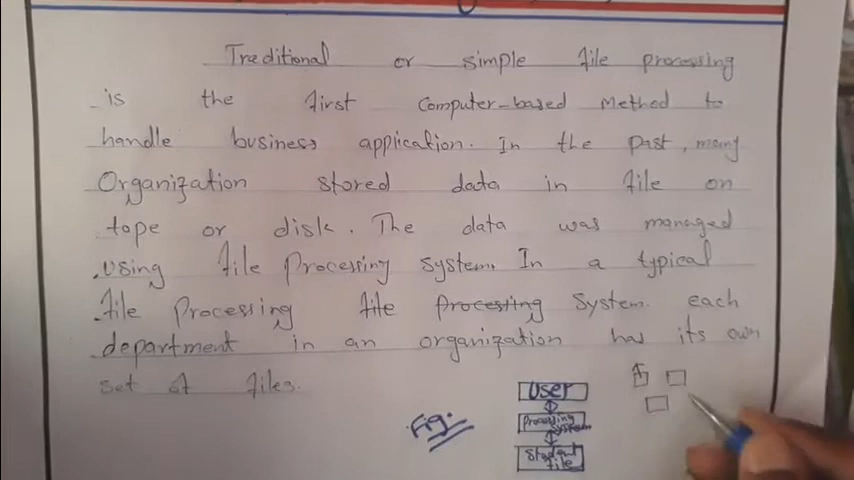 Traditional or simple file processing
is the first computer-based method to
handle business application. In the past, many
Organization stored data in file on
tape or disk. The data was managed
using file processing system. In a typical
file processing file processing system. each
department in an organization has its own
set of files.
Fig:
User
Processing
System
Student
file